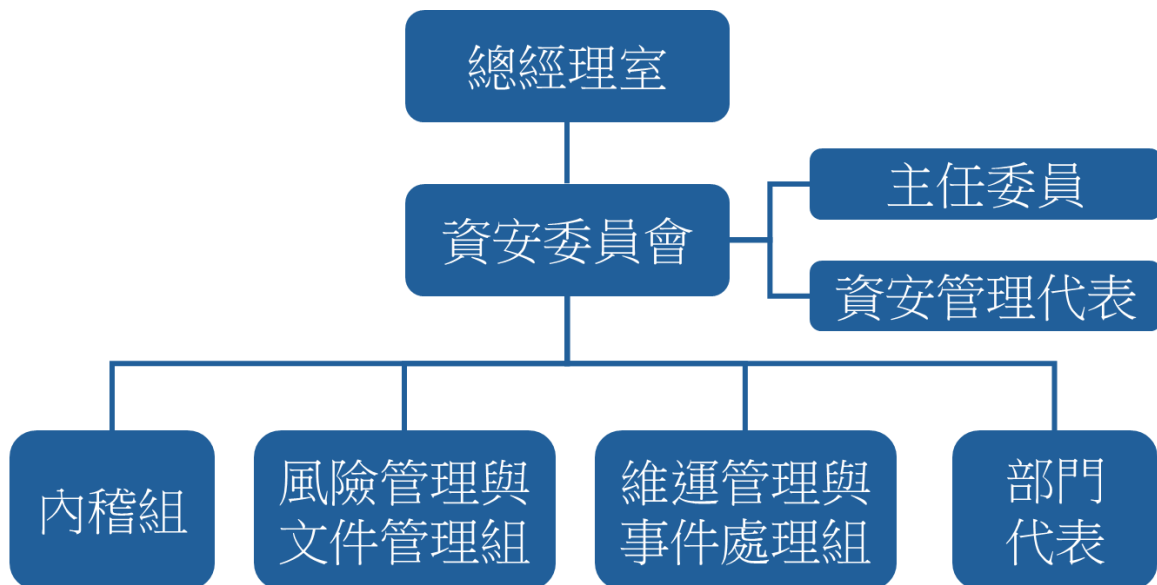 總經理室
資安委員會
主任委員
資安管理代表
內稽組
風險管理與
文件管理組
維運管理與
事件處理組
部門
代表